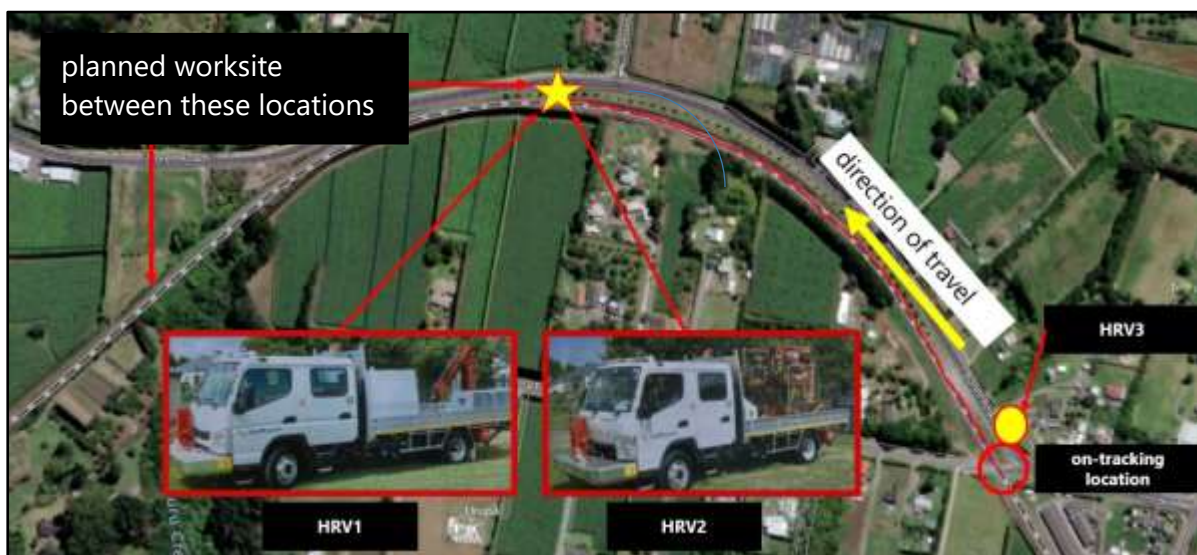 planned worksite
between these locations
direction of travel
HRV3
on-tracking
location
HRV1
HRV2